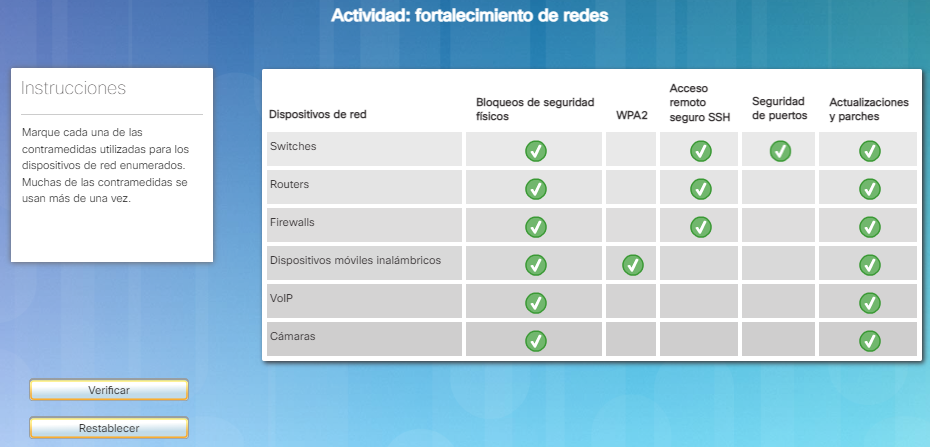 Actividad: fortalecimiento de redes
Instrucciones
Marque cada una de las
contramedidas utilizadas para los
dispositivos de red enumerados.
Muchas de las contramedidas se
usan más de una vez.
Dispositivos de red
Bloqueos de seguridad
físicos
WPA2
Acceso
remoto
seguro SSH
Seguridad
de puertos
Actualizaciones
y parches
Switches
Routers
Firewalls
Dispositivos móviles inalámbricos
VoIP
Cámaras
Verificar
Restablecer